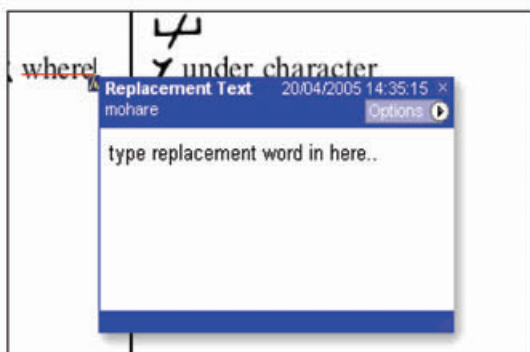 where
under character
Replacement Text 20/04/2005 14:35:15 ×
mohare
Options
type replacement word in here..